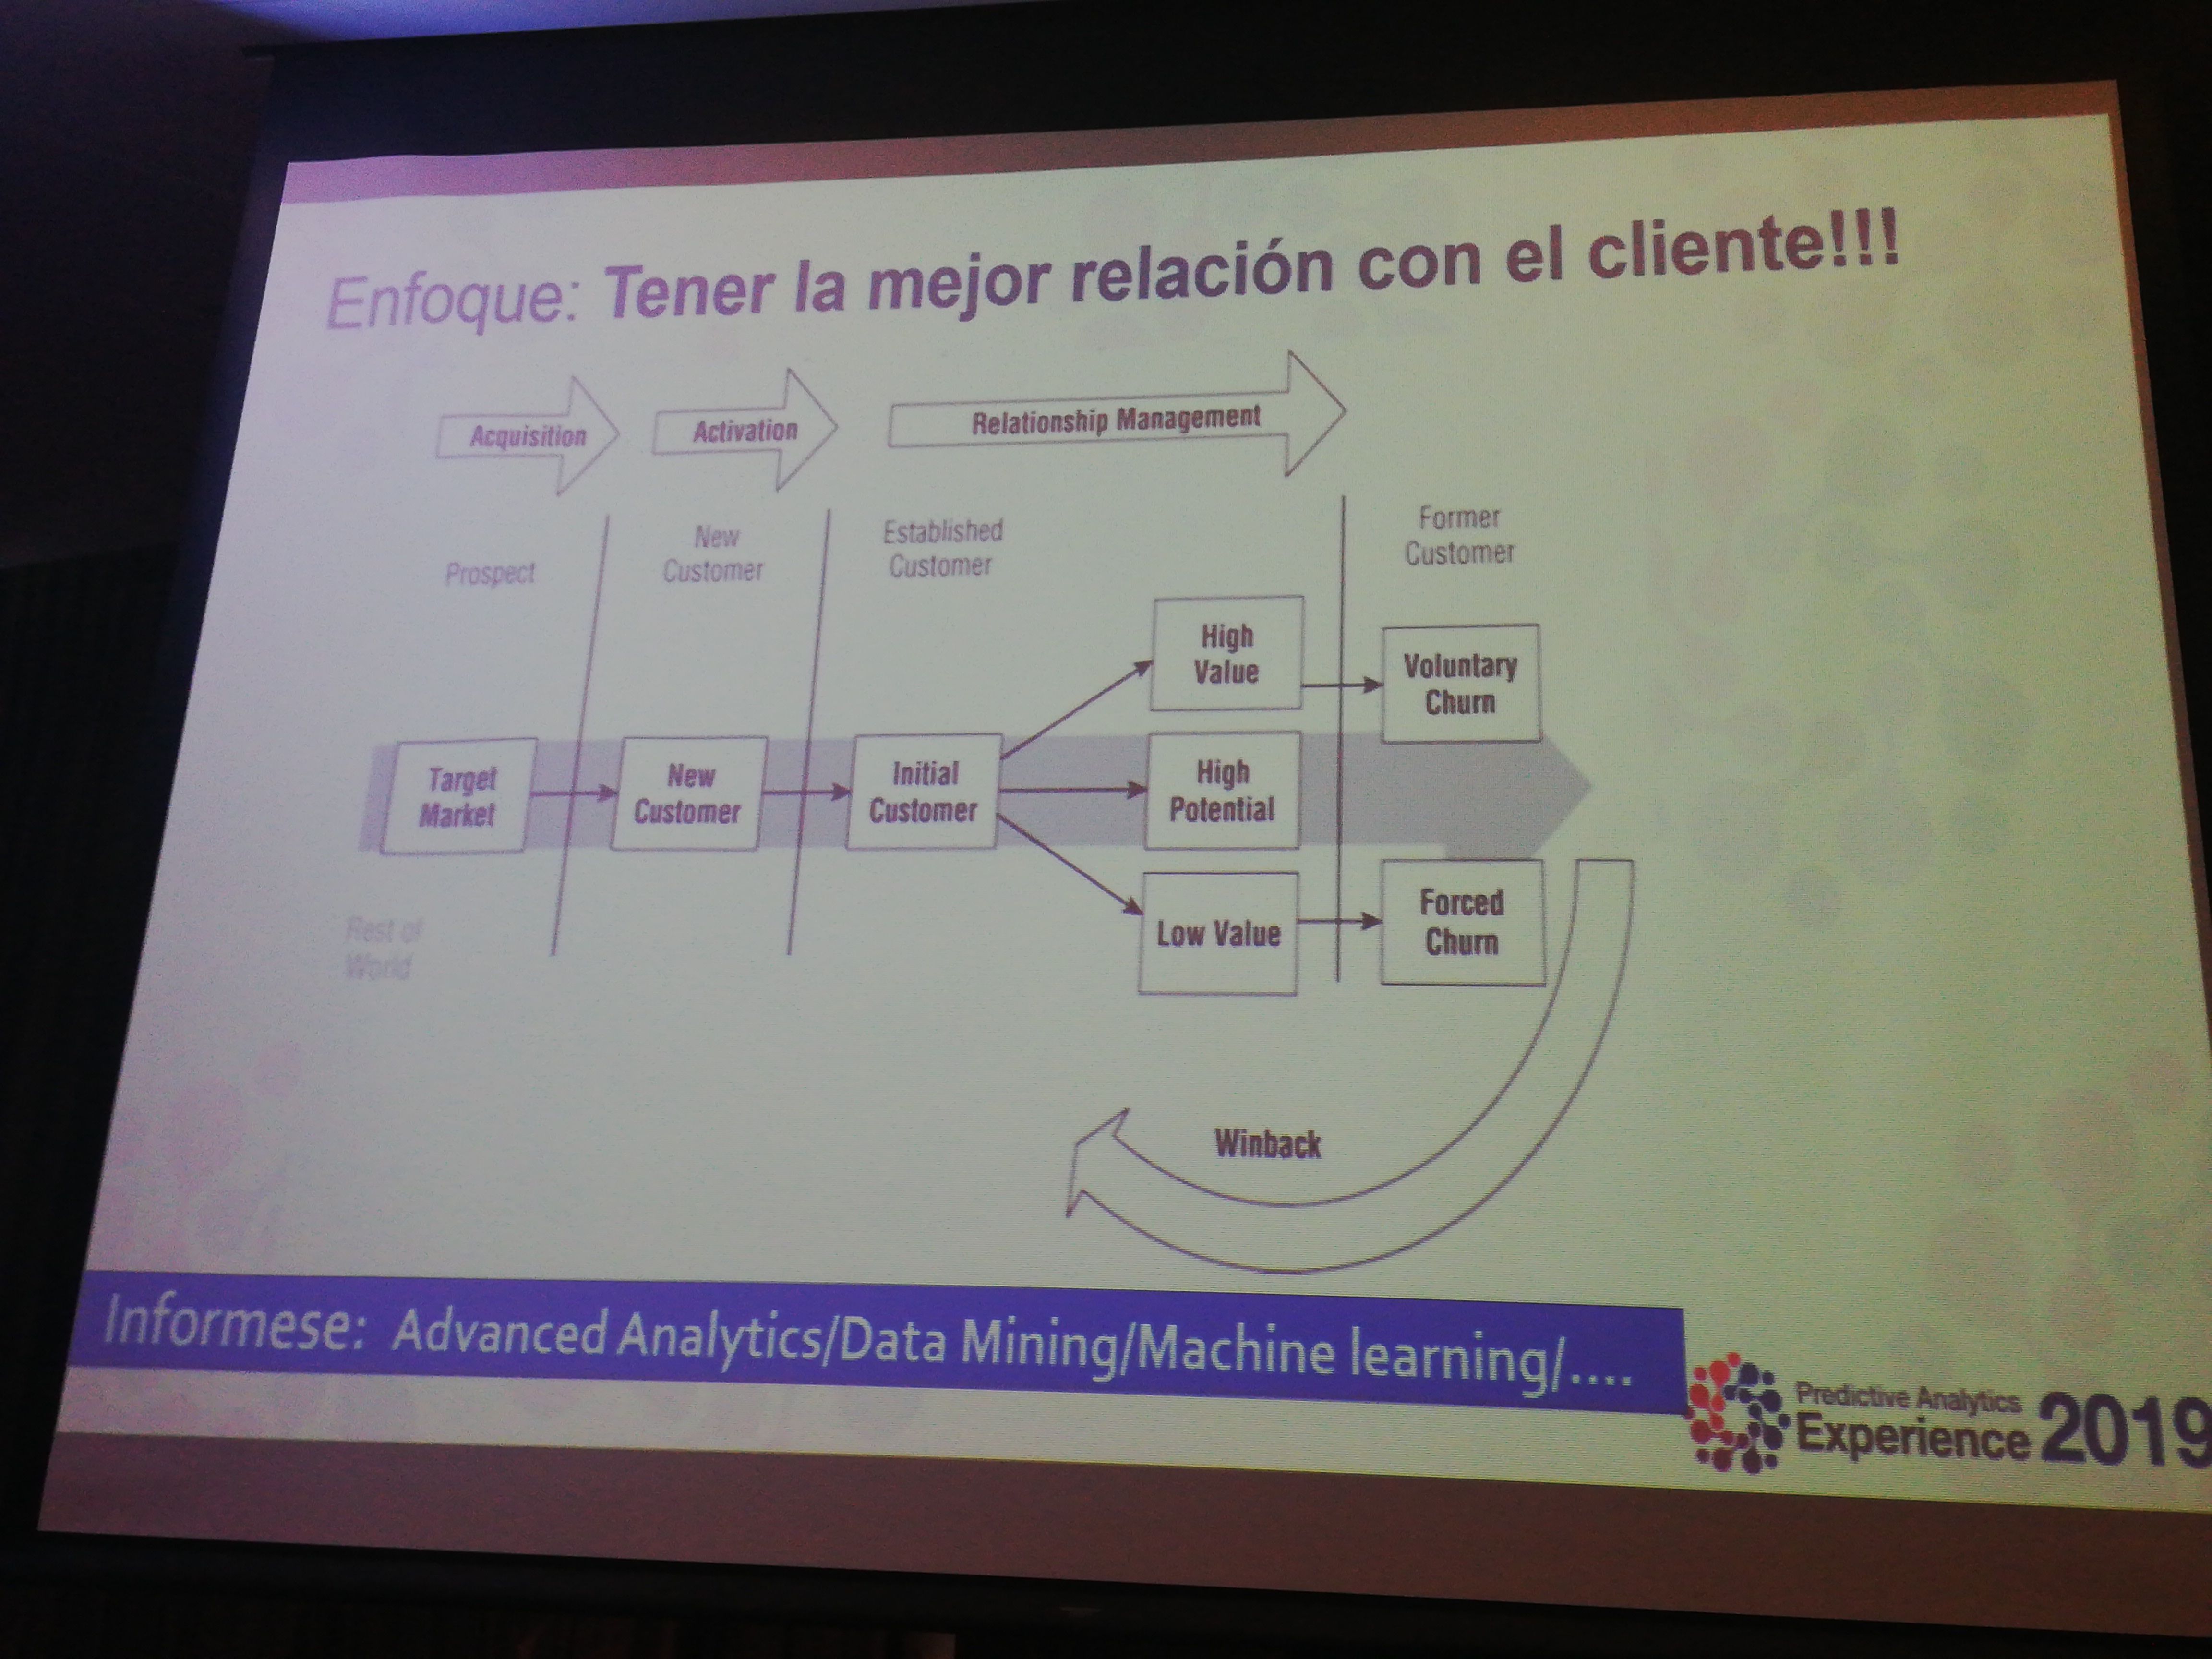 Enfoque: Tener la mejor relación con el cliente!!!
Acquisition
Activation
Relationship Management
Prospect
New
Customer
Established
Customer
Former
Customer
High
Value
Voluntary
Churn
Target
Market
New
Customer
Initial
Customer
High
Potential
Rest of
World
Low Value
Forced
Churn
Winback
Informese: Advanced Analytics/Data Mining/Machine learning/....
Predictive Analytics
Experience 2019